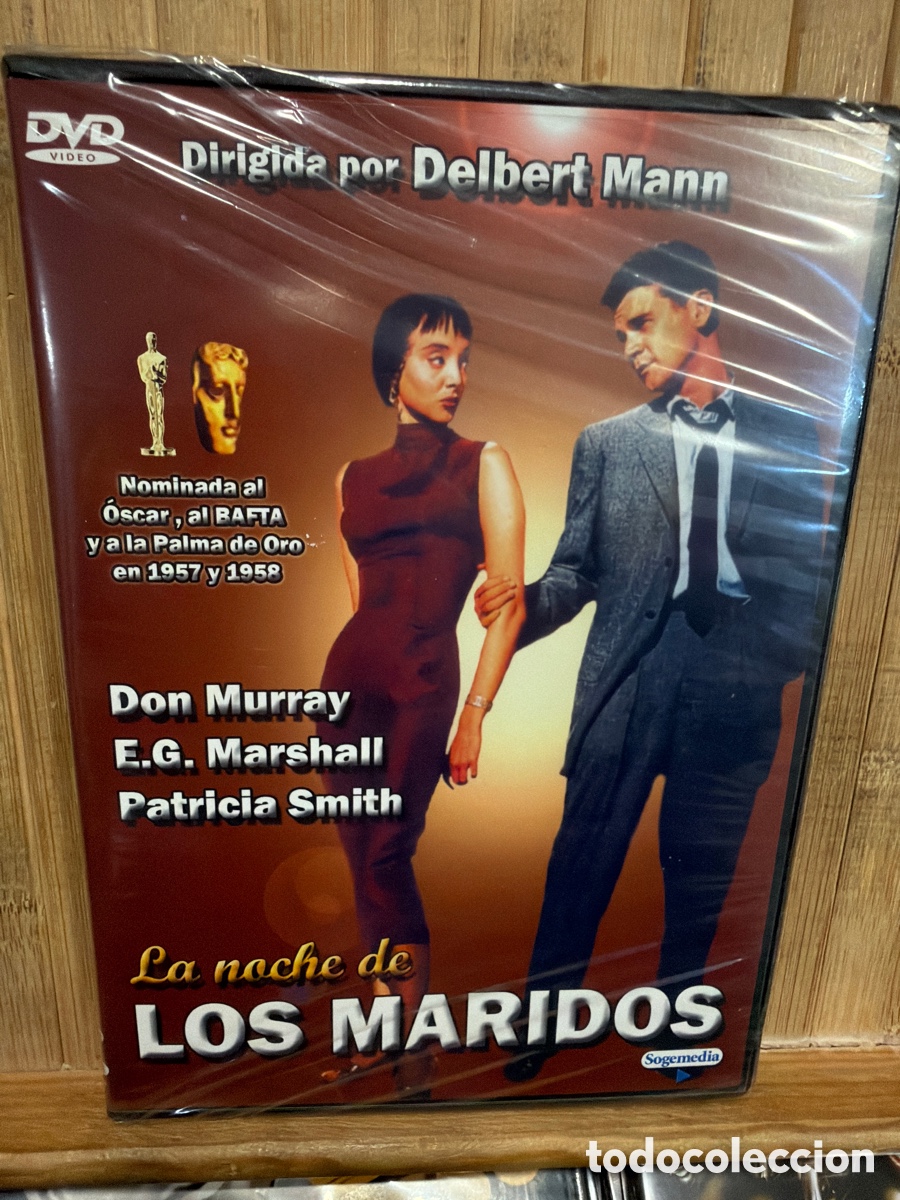 DVD
VIDEO
Dirigida por Delbert Mann
Nominada al
Óscar, al BAFTA
y a la Palma de Oro
en 1957 y 1958
Don Murray
E.G. Marshall
Patricia Smith
La noche de
LOS MARIDOS
Sogemedia
todocoleccion